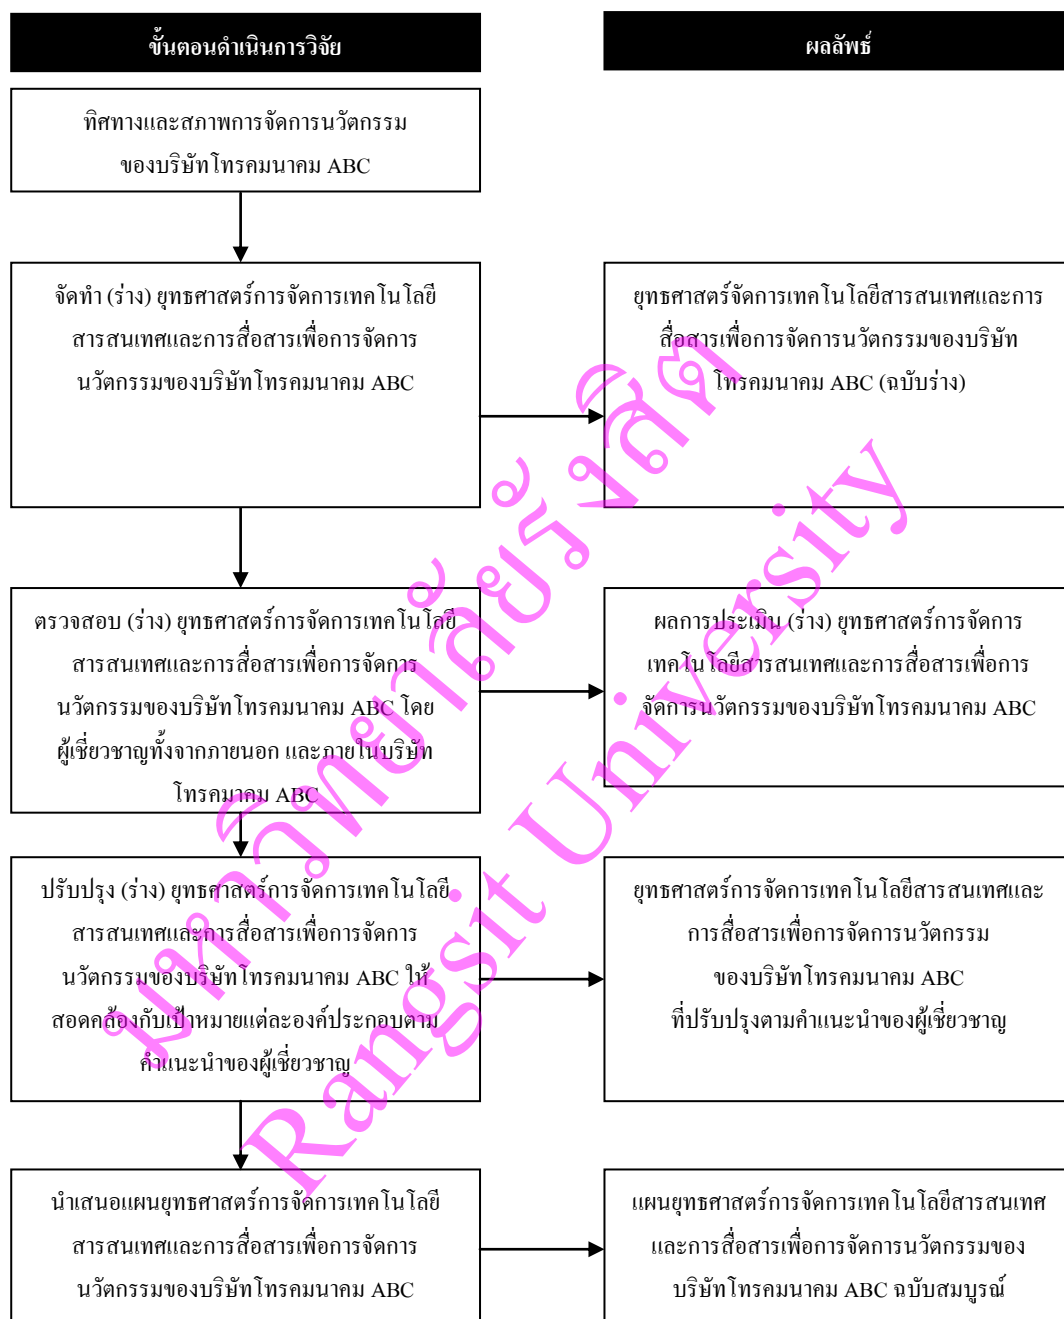 ขั้นตอนดำเนินการวิจัย
ผลลัพธ์
ทิศทางและสภาพการจัดการนวัตกรรม
ของบริษัทโทรคมนาคม ABC
จัดทำ (ร่าง) ยุทธศาสตร์การจัดการเทคโนโลยี
สารสนเทศและการสื่อสารเพื่อการจัดการ
นวัตกรรมของบริษัทโทรคมนาคม ABC
ยุทธศาสตร์จัดการเทคโนโลยีสารสนเทศและการ
สื่อสารเพื่อการจัดการนวัตกรรมของบริษัท
โทรคมนาคม ABC (ฉบับร่าง)
ตรวจสอบ (ร่าง) ยุทธศาสตร์การจัดการเทคโนโลยี
สารสนเทศและการสื่อสารเพื่อการจัดการ
นวัตกรรมของบริษัทโทรคมนาคม ABC โดย
ผู้เชี่ยวชาญทั้งจากภายนอก และภายในบริษัท
โทรคมาคม ABC
ผลการประเมิน (ร่าง) ยุทธศาสตร์การจัดการ
เทคโนโลยีสารสนเทศและการสื่อสารเพื่อการ
จัดการนวัตกรรมของบริษัทโทรคมนาคม ABC
ปรับปรุง (ร่าง) ยุทธศาสตร์การจัดการเทคโนโลยี
สารสนเทศและการสื่อสารเพื่อการจัดการ
นวัตกรรมของบริษัทโทรคมนาคม ABC ให้
สอดคล้องกับเป้าหมายแต่ละองค์ประกอบตาม
คำแนะนำของผู้เชี่ยวชาญ
ยุทธศาสตร์การจัดการเทคโนโลยีสารสนเทศและ
การสื่อสารเพื่อการจัดการนวัตกรรม
ของบริษัทโทรคมนาคม ABC
ที่ปรับปรุงตามคำแนะนำของผู้เชี่ยวชาญ
นำเสนอแผนยุทธศาสตร์การจัดการเทคโนโลยี
สารสนเทศและการสื่อสารเพื่อการจัดการ
นวัตกรรมของบริษัทโทรคมนาคม ABC
แผนยุทธศาสตร์การจัดการเทคโนโลยีสารสนเทศ
และการสื่อสารเพื่อการจัดการนวัตกรรมของ
บริษัทโทรคมนาคม ABC ฉบับสมบูรณ์
มหาวิทยาลัยรังสิต
Rangsit University